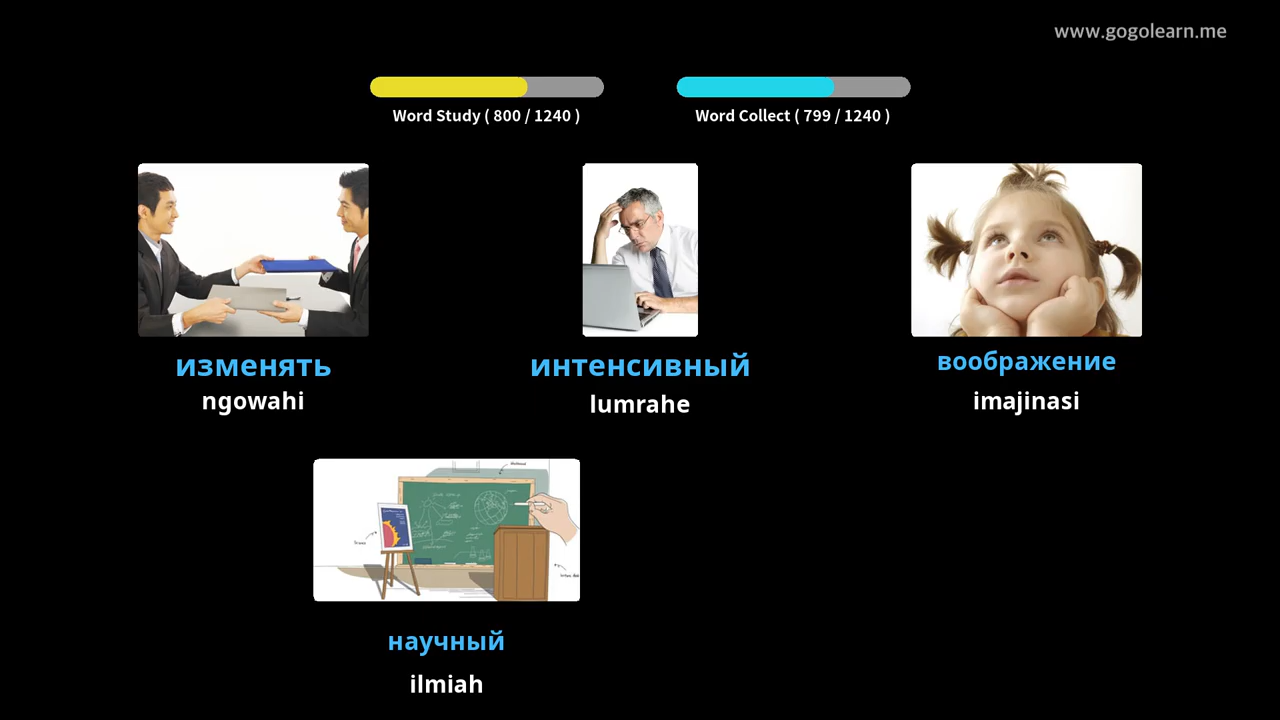 www.gogolearn.me
Word Study ( 800 / 1240 )
Word Collect ( 799 / 1240 )
изменять
ngowahi
интенсивный
lumrahe
воображение
imajinasi
научный
ilmiah